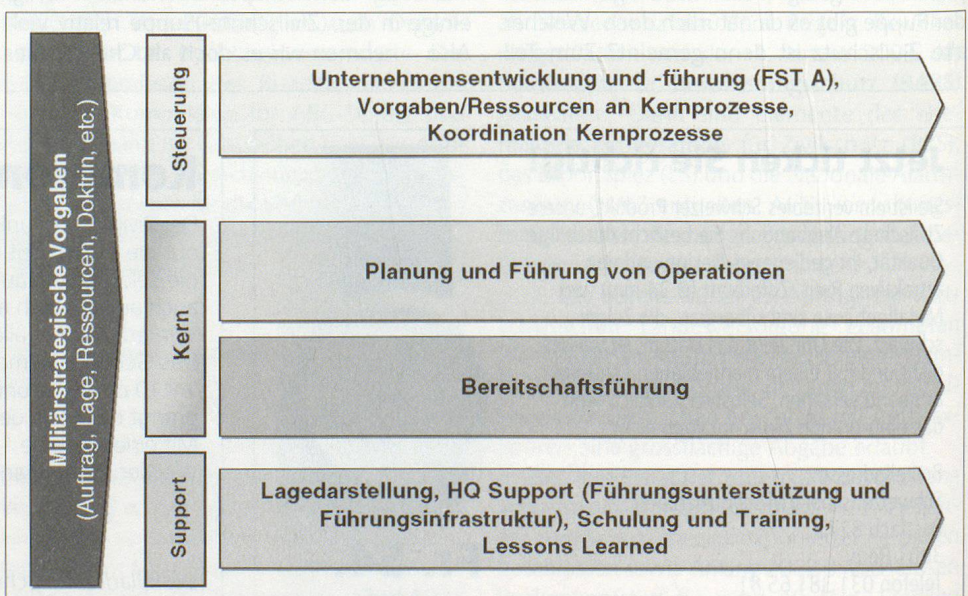 Militärstrategische Vorgaben
(Auftrag, Lage, Ressourcen, Doktrin, etc.)
Steuerung
Unternehmensentwicklung und -führung (FST A),
Vorgaben/Ressourcen an Kernprozesse,
Koordination Kernprozesse
Kern
Planung und Führung von Operationen
Bereitschaftsführung
Support
Lagedarstellung, HQ Support (Führungsunterstützung und
Führungsinfrastruktur), Schulung und Training,
Lessons Learned